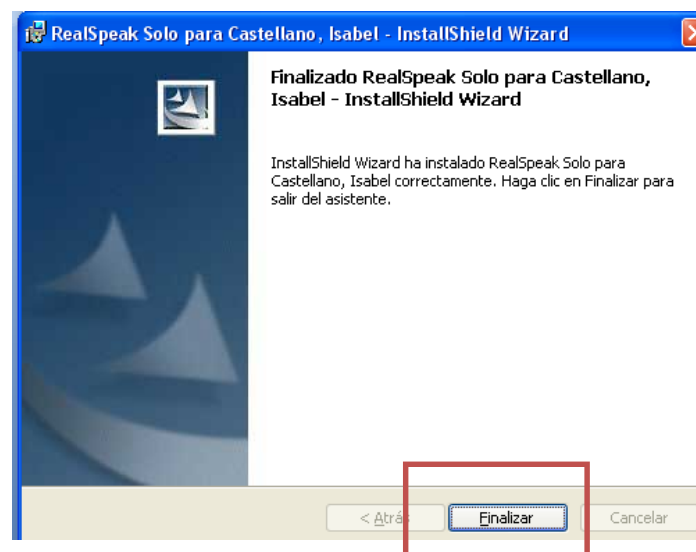 RealSpeak Solo para Castellano, Isabel - InstallShield Wizard
Finalizado RealSpeak Solo para Castellano,
Isabel - InstallShield Wizard
InstallShield Wizard ha instalado RealSpeak Solo para
Castellano, Isabel correctamente. Haga clic en Finalizar para
salir del asistente.
< Atrás Finalizar Cancelar